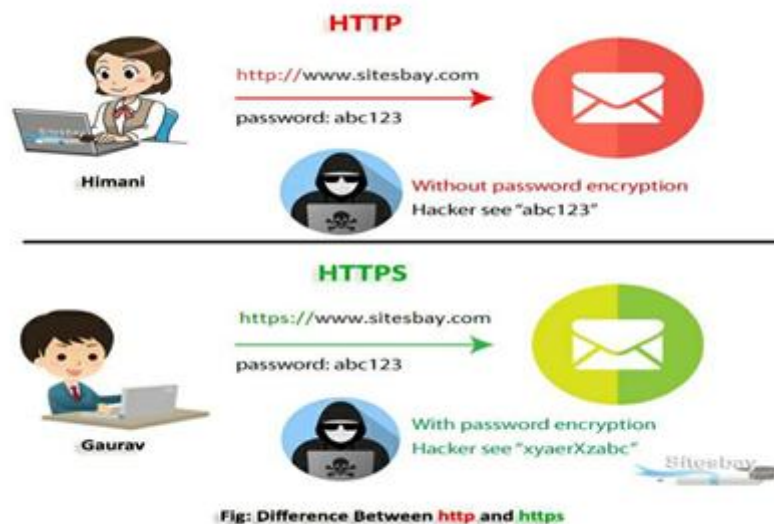 HTTP
http://www.sitesbay.com
password: abc123
Himani
Without password encryption
Hacker see "abc123"
HTTPS
https://www.sitesbay.com
password: abc123
Gaurav
With password encryption
Hacker see "xyaerXzabc"
Sitesbay
Fig: Difference Between http and https